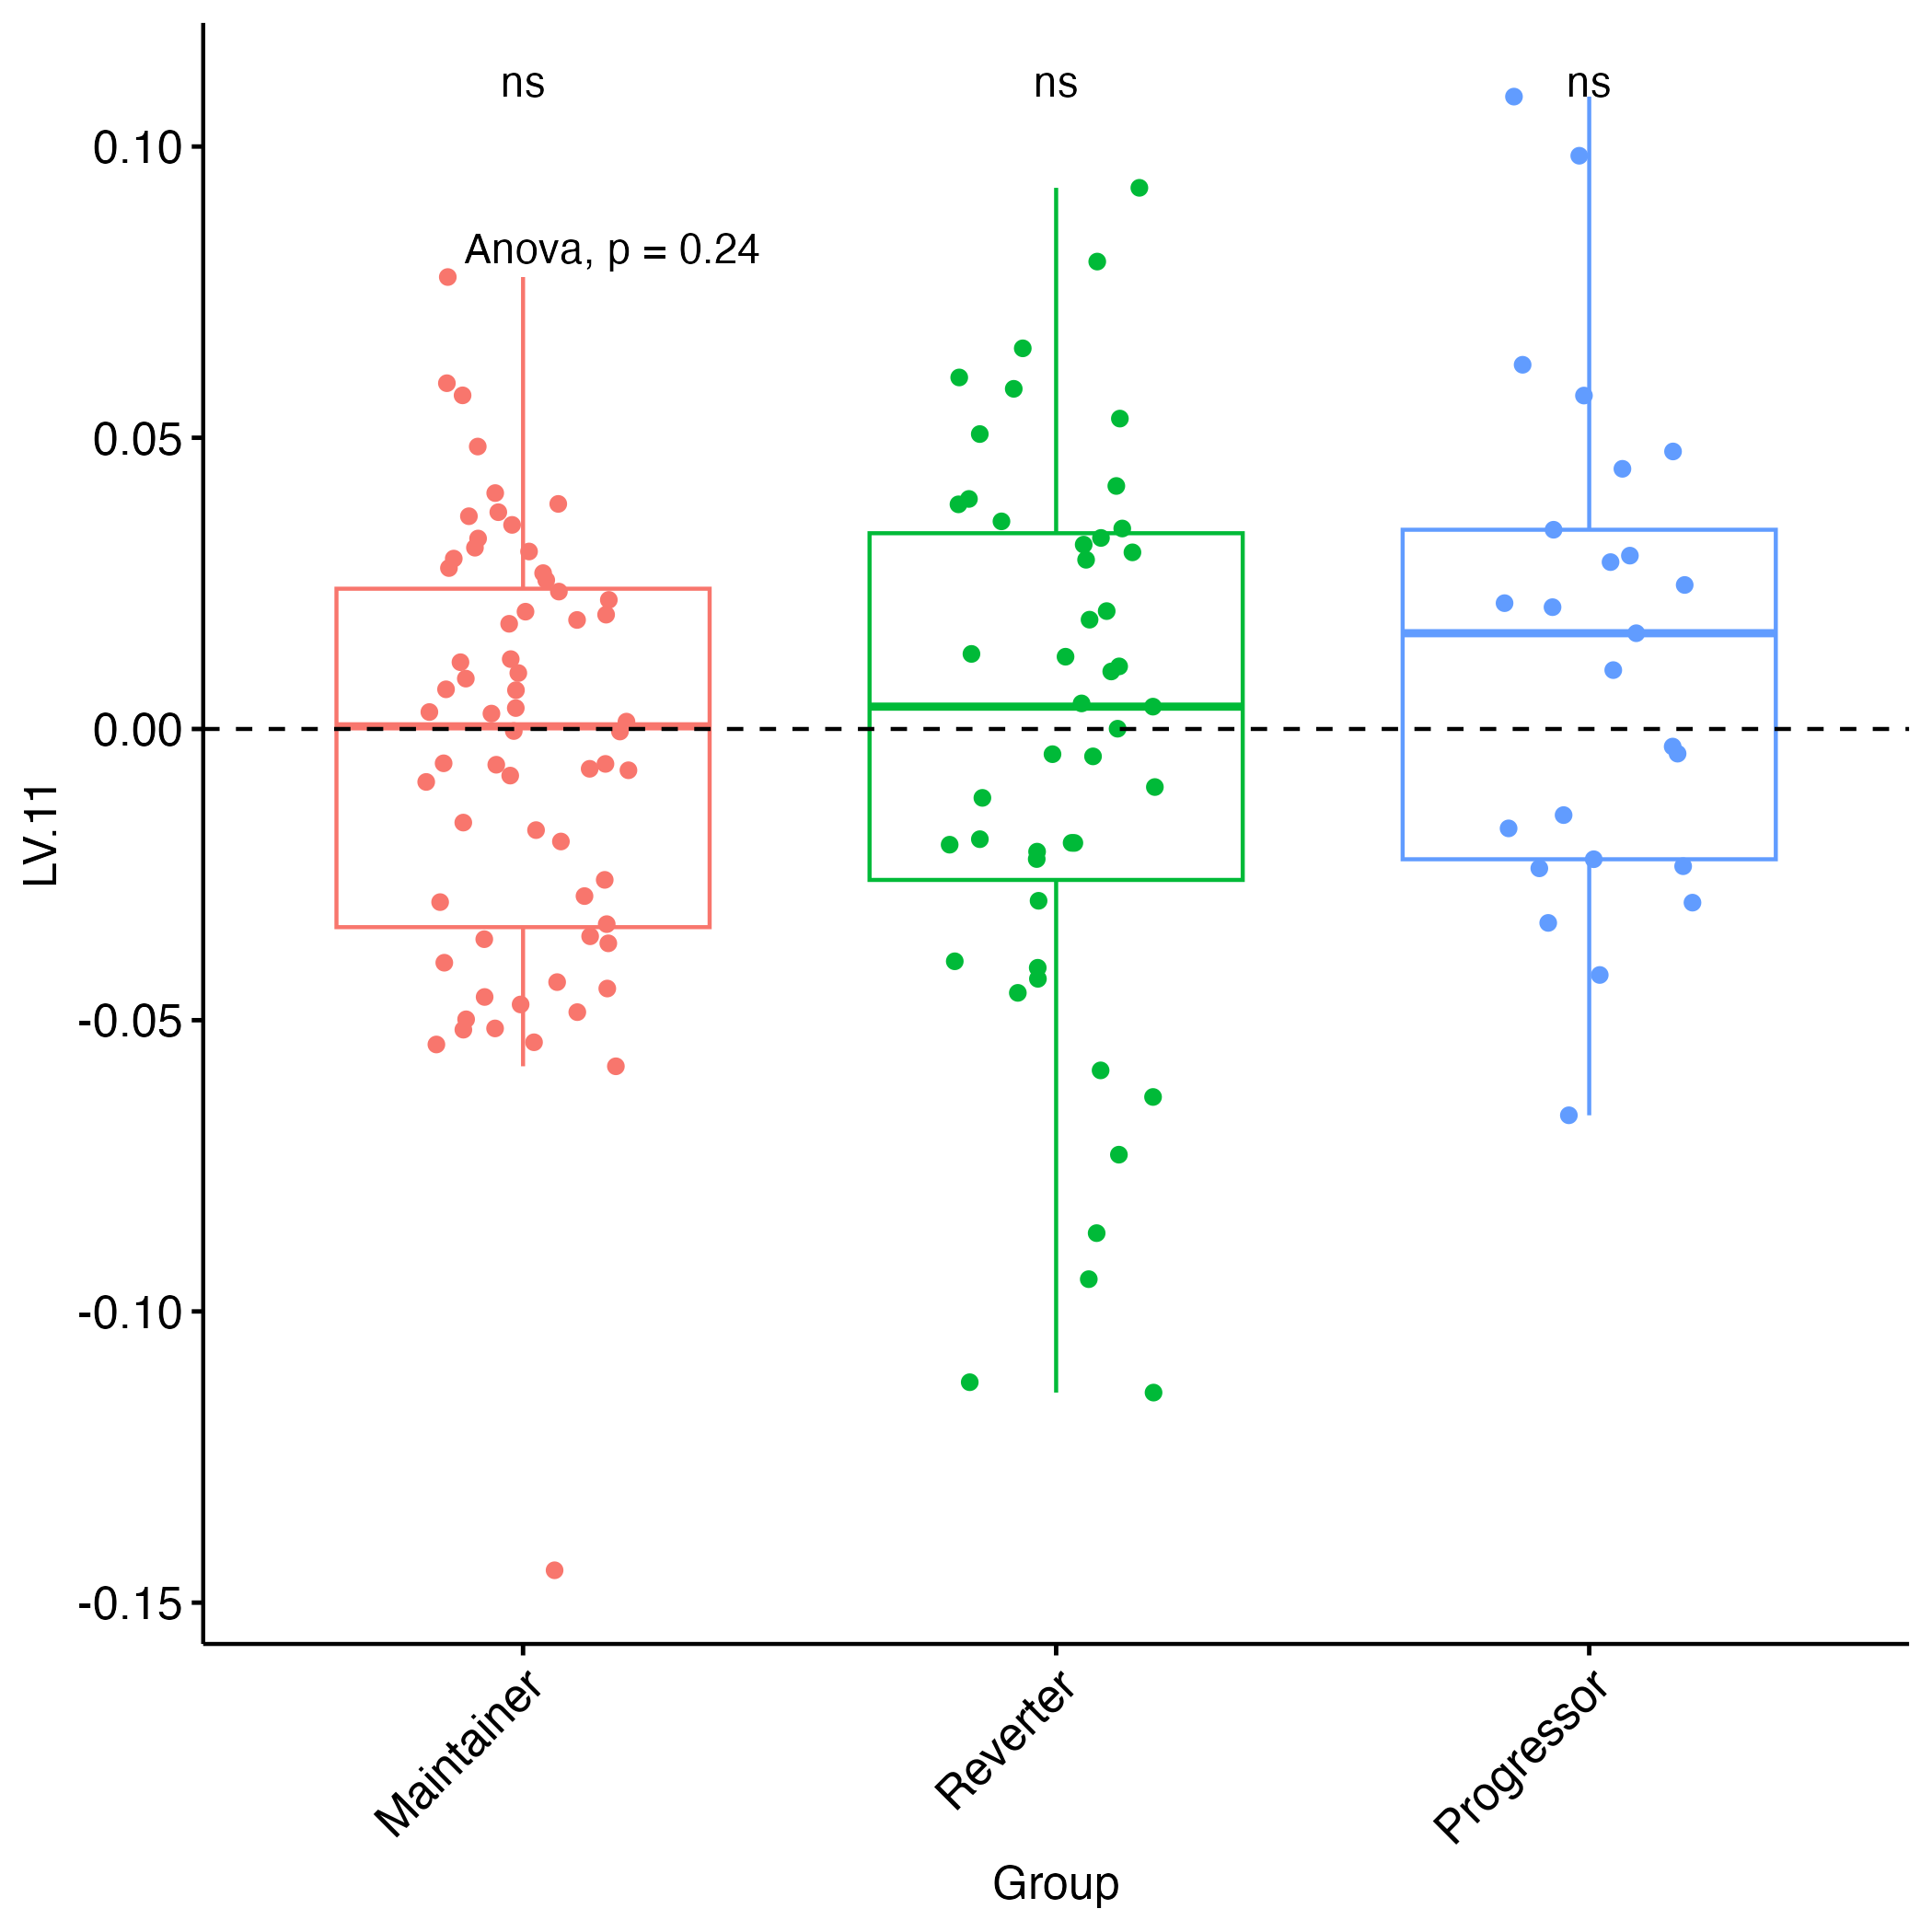 ns ns ns
Anova, p = 0.24
0.10
0.05
0.00
-0.05
-0.10
-0.15
LV.11
Maintainer Reverter Progressor
Group